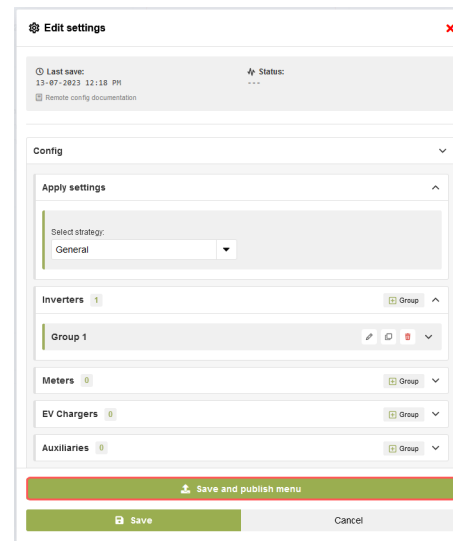 Edit settings
Last save:
13-07-2023 12:18 PM
Status:
---
Remote config documentation
Config
Apply settings
Select strategy:
General
Inverters 1
Group
Group 1
Meters 0
Group
EV Chargers 0
Group
Auxiliaries 0
Group
Save and publish menu
Save
Cancel